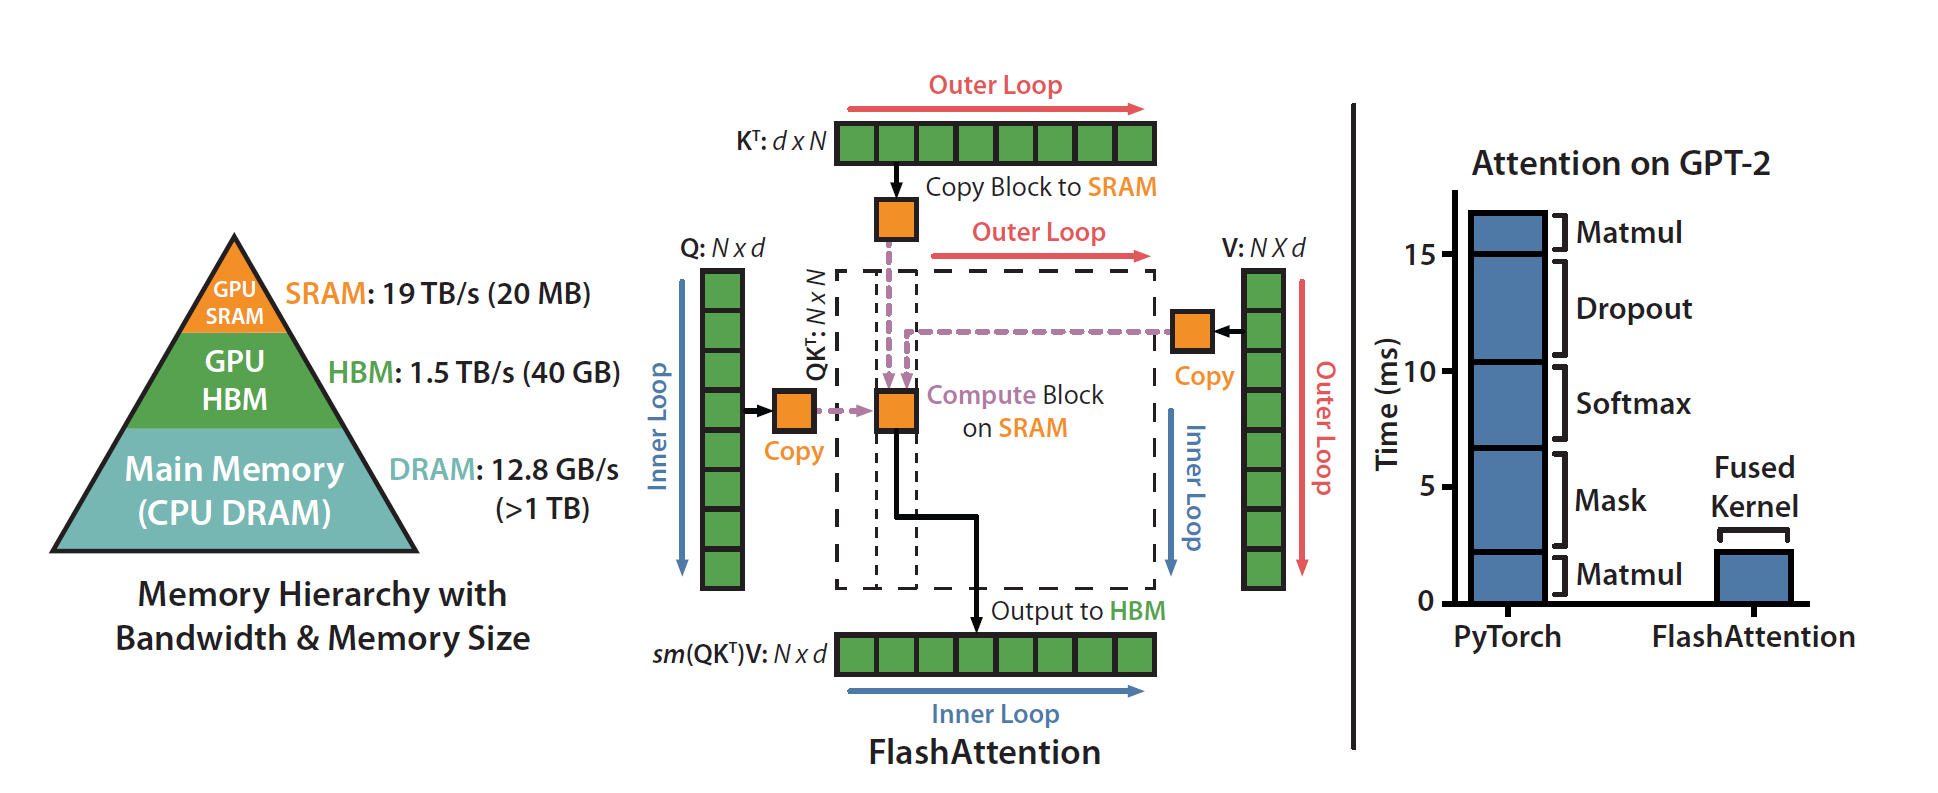 GPU
SRAM
SRAM: 19 TB/s (20 MB)
GPU
HBM
HBM: 1.5 TB/s (40 GB)
Main Memory
(CPU DRAM)
DRAM: 12.8 GB/s
(>1 TB)
Memory Hierarchy with
Bandwidth & Memory Size
Outer Loop
Kᵀ: d x N
Copy Block to SRAM
Outer Loop
Q: N x d
V: N X d
QKᵀ: N x N
Inner Loop
Copy
Compute Block
on SRAM
Copy
Inner Loop
Outer Loop
Output to HBM
sm(QKᵀ)V: N x d
Inner Loop
FlashAttention
Attention on GPT-2
Time (ms)
15
10
5
0
Matmul
Dropout
Softmax
Mask
Matmul
Fused
Kernel
PyTorch
FlashAttention